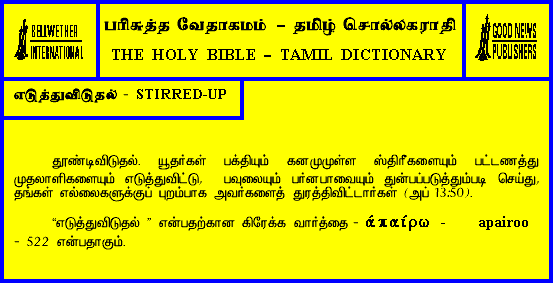 BELLWETHER
INTERNATIONAL
பரிசுத்த வேதாகமம் – தமிழ் சொல்லகராதி
THE HOLY BIBLE – TAMIL DICTIONARY
GOOD NEWS
PUBLISHERS
எடுத்துவிடுதல் - STIRRED-UP
தூண்டிவிடுதல். யூதர்கள் பக்தியும் கனமுமுள்ள ஸ்திரீகளையும் பட்டணத்து
முதலாளிகளையும் எடுத்துவிட்டு, பவுலையும் பர்னபாவையும் துன்பப்படுத்தும்படி செய்து,
தங்கள் எல்லைகளுக்குப் புறம்பாக அவர்களைத் துரத்திவிட்டார்கள் (அப் 13:50).
“எடுத்துவிடுதல் ” என்பதற்கான கிரேக்க வார்த்தை - ἀπαίρω - apairoo
- 522 என்பதாகும்.